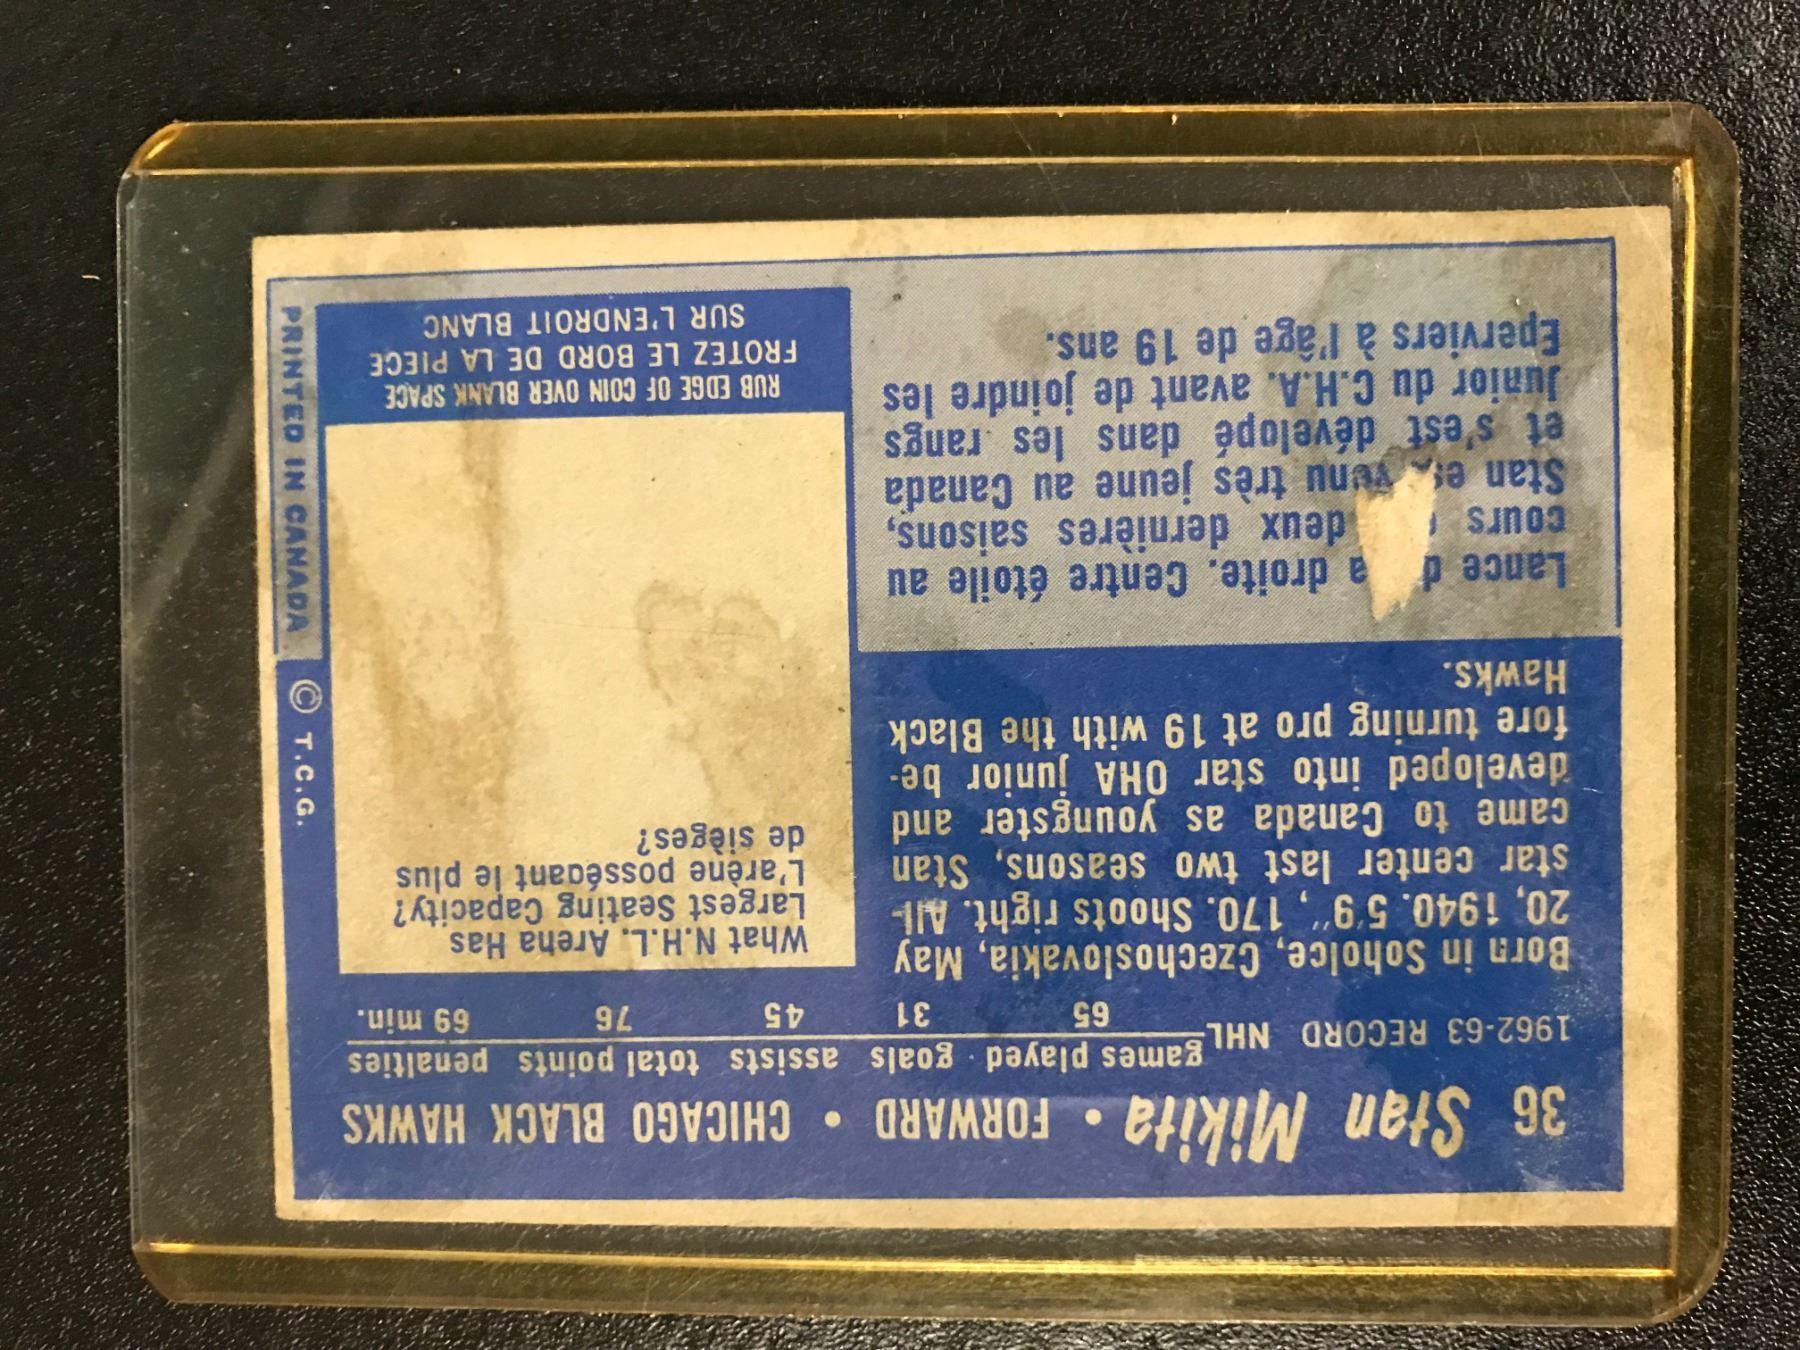 36 Stan Mikita • FORWARD • CHICAGO BLACK HAWKS
games played goals assists total points penalties
1962-63 RECORD NHL 65 31 45 76 69 min.
Born in Soholce, Czechoslovakia, May
20, 1940. 5'9", 170. Shoots right. All-
star center last two seasons, Stan
came to Canada as youngster and
developed into star OHA junior be-
fore turning pro at 19 with the Black
Hawks.
Lance d a droite. Centre étoile au
cours deux dernières saisons,
Stan es venu très jeune au Canada
et s'est dévelopé dans les rangs
Junior du C.H.A. avant de joindre les
Eperviers à l'âge de 19 ans.
What N.H.L. Arena Has
Largest Seating Capacity?
L'arène possédant le plus
de sièges?
RUB EDGE OF COIN OVER BLANK SPACE
FROTEZ LE BORD DE LA PIECE
SUR L'ENDROIT BLANC
© T.C.G. PRINTED IN CANADA